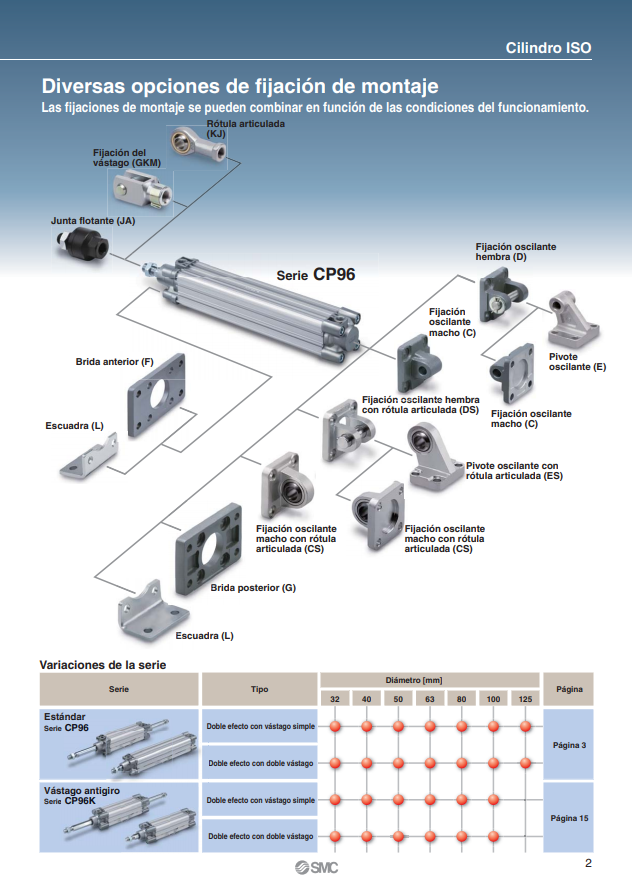 Cilindro ISO
Diversas opciones de fijación de montaje
Las fijaciones de montaje se pueden combinar en función de las condiciones del funcionamiento.
Rótula articulada
(KJ)
Fijación del
vástago (GKM)
Junta flotante (JA)
Serie CP96
Fijación oscilante
hembra (D)
Fijación
oscilante
macho (C)
Pivote
oscilante (E)
Brida anterior (F)
Fijación oscilante hembra
con rótula articulada (DS)
Fijación oscilante
macho (C)
Escuadra (L)
Pivote oscilante con
rótula articulada (ES)
Fijación oscilante
macho con rótula
articulada (CS)
Fijación oscilante
macho con rótula
articulada (CS)
Brida posterior (G)
Escuadra (L)
Variaciones de la serie
Serie
Tipo
Diámetro [mm]
Página
32 40 50 63 80 100 125
Estándar
Serie CP96
Doble efecto con vástago simple
Doble efecto con doble vástago
Página 3
Vástago antigiro
Serie CP96K
Doble efecto con vástago simple
Doble efecto con doble vástago
Página 15
SMC
2